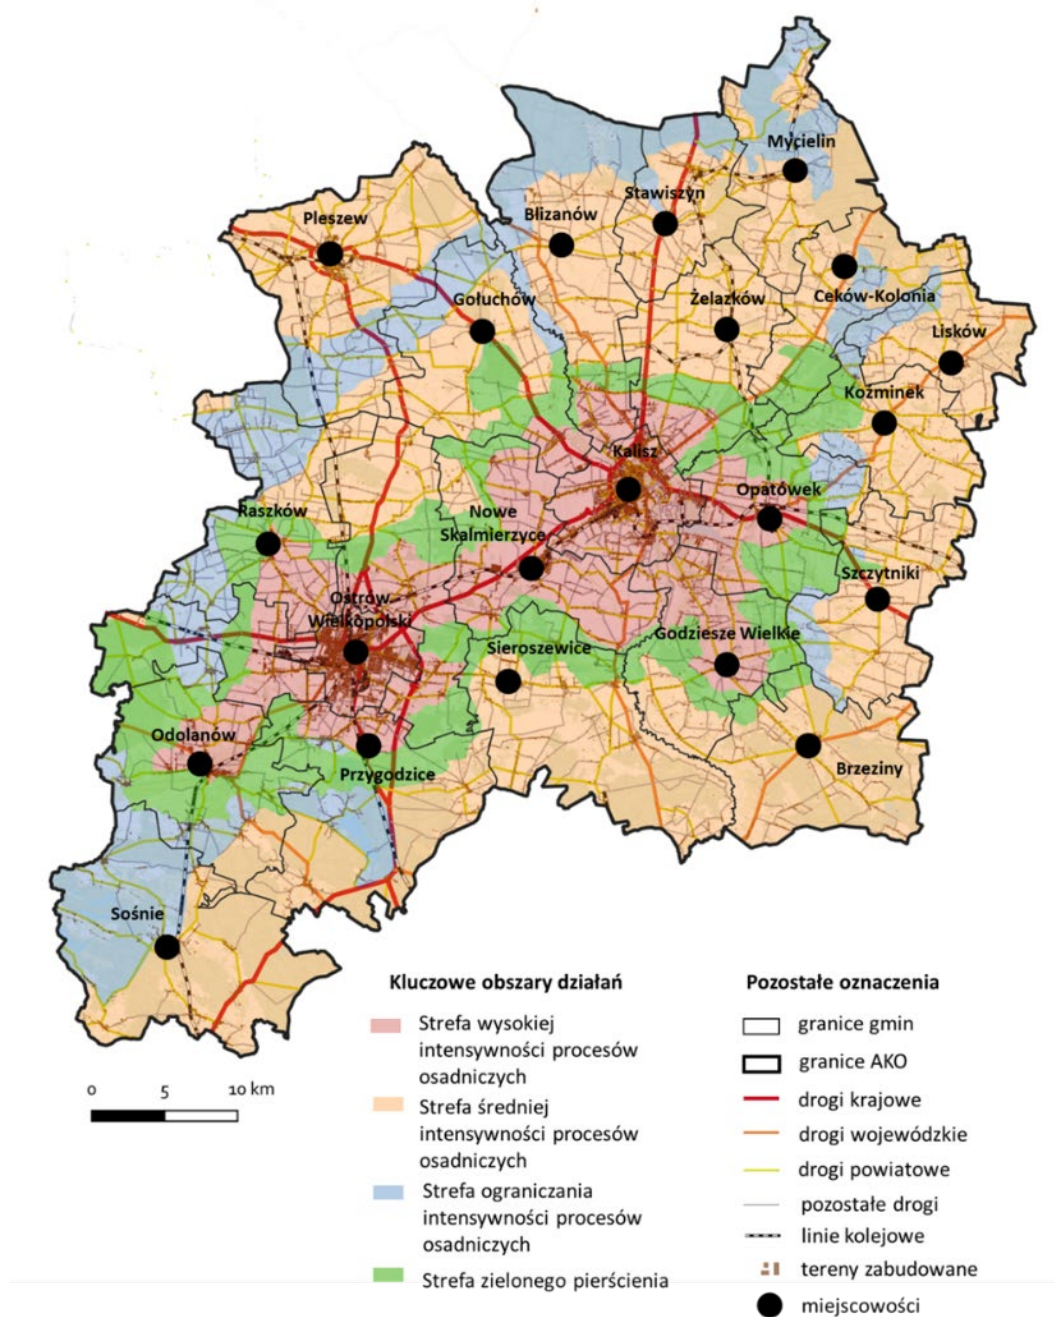 Mycielin
Stawiszyn
Blizanów
Pleszew
Gołuchów
Żelazków
Ceków-Kolonia
Lisków
Koźminek
Kalisz
Opatówek
Nowe
Skalmierzyce
Raszków
Szczytniki
Ostrów
Wielkopolski
Godziesze Wielkie
Sieroszewice
Odolanów
Przygodzice
Brzeziny
Sośnie
0 5 10 km
Kluczowe obszary działań
Strefa wysokiej
intensywności procesów
osadniczych
Strefa średniej
intensywności procesów
osadniczych
Strefa ograniczania
intensywności procesów
osadniczych
Strefa zielonego pierścienia
Pozostałe oznaczenia
granice gmin
granice AKO
drogi krajowe
drogi wojewódzkie
drogi powiatowe
pozostałe drogi
linie kolejowe
tereny zabudowane
miejscowości